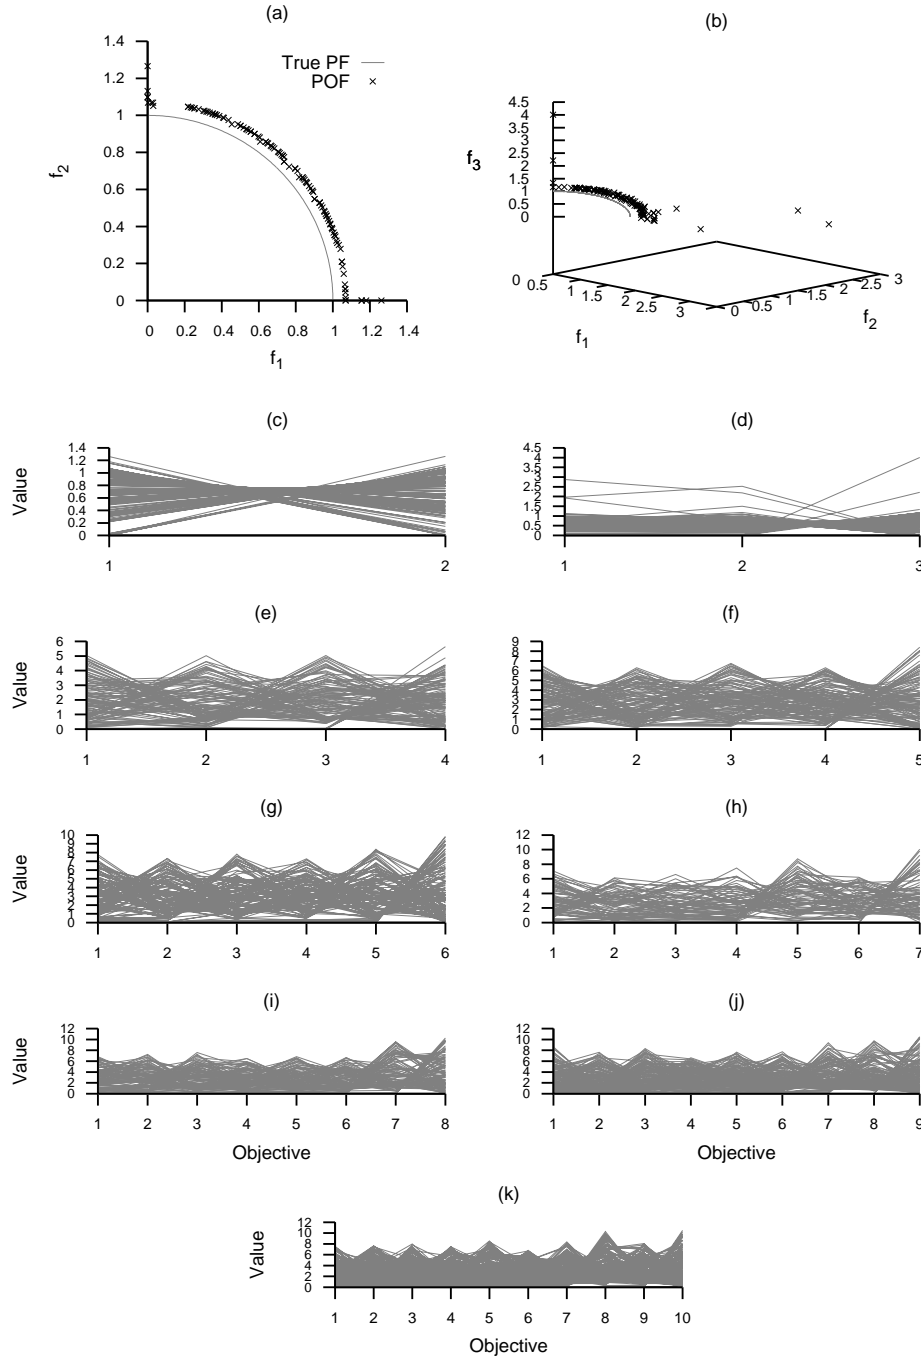 (a)
1.4
1.2
1
0.8
0.6
0.4
0.2
0
f2
True PF
POF
0 0.2 0.4 0.6 0.8 1 1.2 1.4
f1
(b)
4.5
4
3.5
3
2.5
2
1.5
1
0.5
0
f3
0 0.5 1 1.5 2 2.5 3
f1
0 0.5 1 1.5 2 2.5 3
f2
(c)
1.4
1.2
1
0.8
0.6
0.4
0.2
0
Value
1 2
(d)
4.5
4
3.5
3
2.5
2
1.5
1
0.5
0
1 2 3
(e)
6
5
4
3
2
1
0
Value
1 2 3 4
(f)
9
8
7
6
5
4
3
2
1
0
1 2 3 4 5
(g)
10
9
8
7
6
5
4
3
2
1
0
Value
1 2 3 4 5 6
(h)
12
10
8
6
4
2
0
1 2 3 4 5 6 7
(i)
12
10
8
6
4
2
0
Value
1 2 3 4 5 6 7 8
Objective
(j)
12
10
8
6
4
2
0
1 2 3 4 5 6 7 8 9
Objective
(k)
12
10
8
6
4
2
0
Value
1 2 3 4 5 6 7 8 9 10
Objective